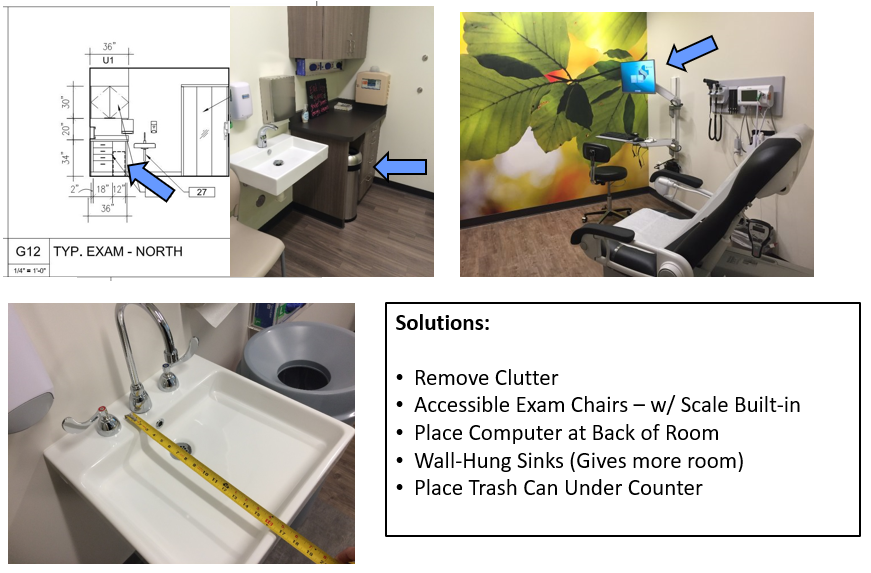 36"
U1
30"
20"
34"
2"
18"
12"
36"
27
G12
TYP. EXAM - NORTH
1/4" = 1'-0"
Solutions:
• Remove Clutter
• Accessible Exam Chairs – w/ Scale Built-in
• Place Computer at Back of Room
• Wall-Hung Sinks (Gives more room)
• Place Trash Can Under Counter